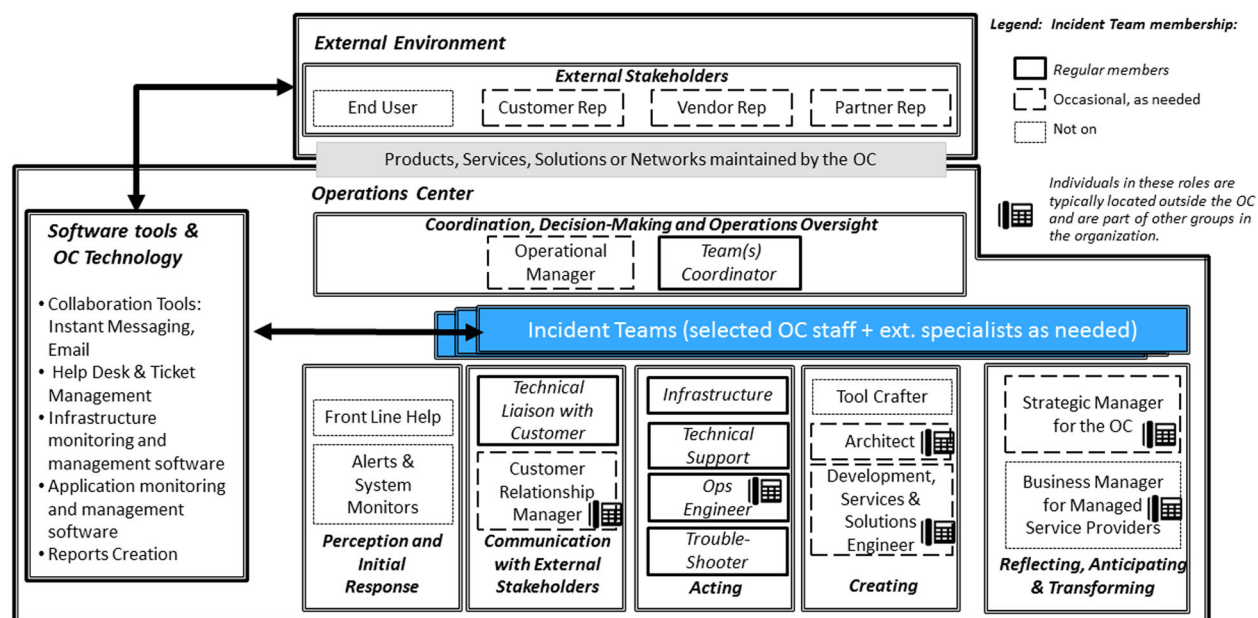 External Environment
External Stakeholders
End User
Customer Rep
Vendor Rep
Partner Rep
Products, Services, Solutions or Networks maintained by the OC
Legend: Incident Team membership:
Regular members
Occasional, as needed
Not on
Individuals in these roles are
typically located outside the OC
and are part of other groups in
the organization.
Software tools &
OC Technology
• Collaboration Tools:
Instant Messaging,
Email
• Help Desk & Ticket
Management
• Infrastructure
monitoring and
management software
• Application monitoring
and management
software
• Reports Creation
Operations Center
Coordination, Decision-Making and Operations Oversight
Operational
Manager
Team(s)
Coordinator
Incident Teams (selected OC staff + ext. specialists as needed)
Front Line Help
Alerts &
System
Monitors
Perception and
Initial
Response
Technical
Liaison with
Customer
Customer
Relationship
Manager
Communication
with External
Stakeholders
Infrastructure
Technical
Support
Ops
Engineer
Trouble-
Shooter
Acting
Tool Crafter
Architect
Development,
Services &
Solutions
Engineer
Creating
Strategic Manager
for the OC
Business Manager
for Managed
Service Providers
Reflecting, Anticipating
& Transforming